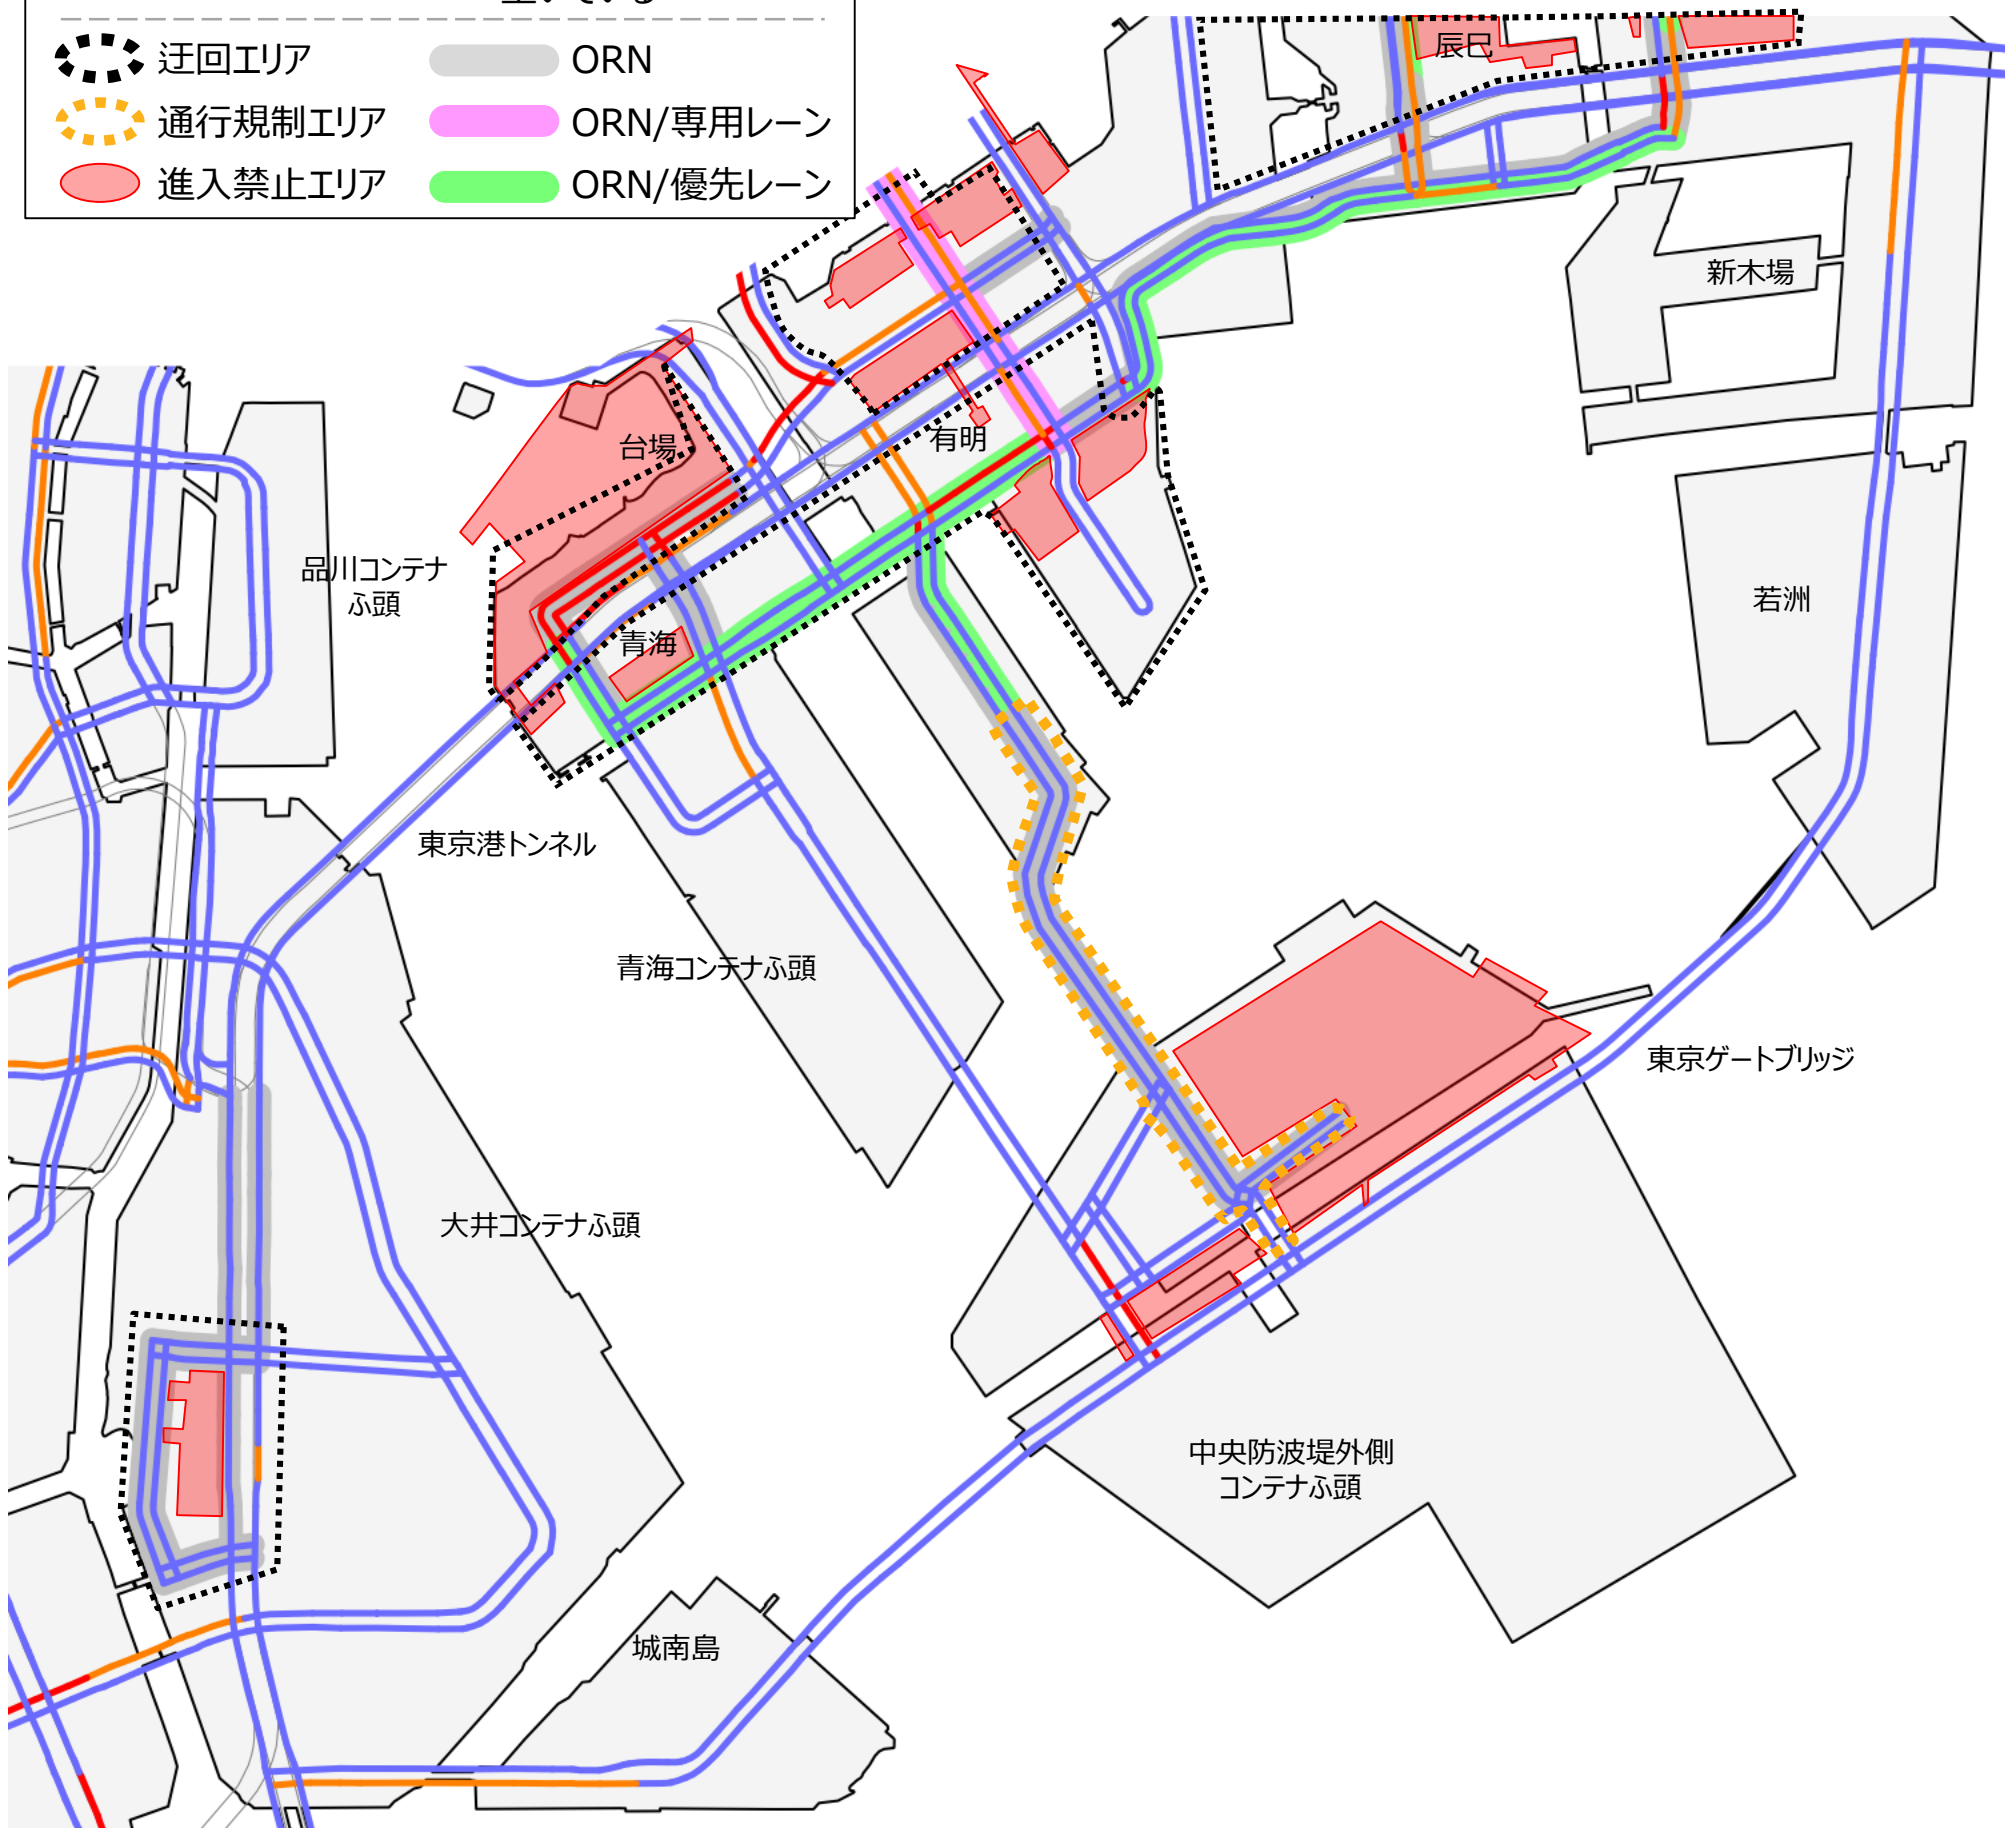 空いている
迂回エリア
ORN
通行規制エリア
ORN/専用レーン
進入禁止エリア
ORN/優先レーン
辰巳
新木場
有明
台場
品川コンテナ
ふ頭
青海
若洲
東京港トンネル
青海コンテナふ頭
東京ゲートブリッジ
大井コンテナふ頭
中央防波堤外側
コンテナふ頭
城南島